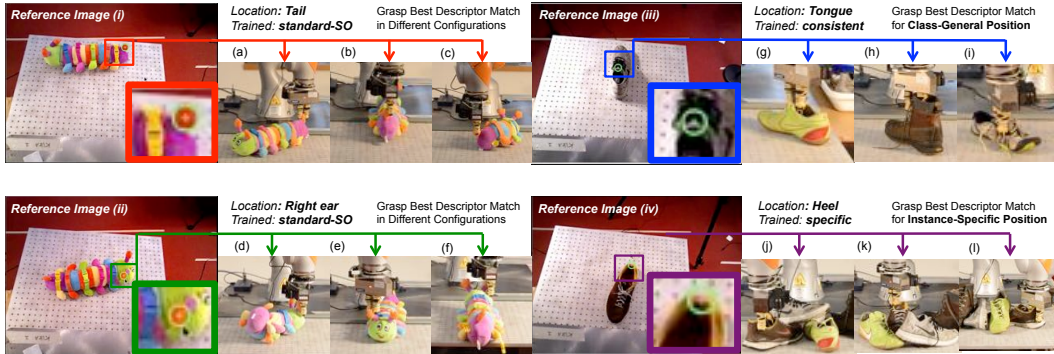 Reference Image (i)
Location: Tail
Trained: standard-SO
Grasp Best Descriptor Match
in Different Configurations
(a)
(b)
(c)
Reference Image (iii)
Location: Tongue
Trained: consistent
Grasp Best Descriptor Match
for Class-General Position
(g)
(h)
(i)
Reference Image (ii)
Location: Right ear
Trained: standard-SO
Grasp Best Descriptor Match
in Different Configurations
(d)
(e)
(f)
Reference Image (iv)
Location: Heel
Trained: specific
Grasp Best Descriptor Match
for Instance-Specific Position
(j)
(k)
(l)